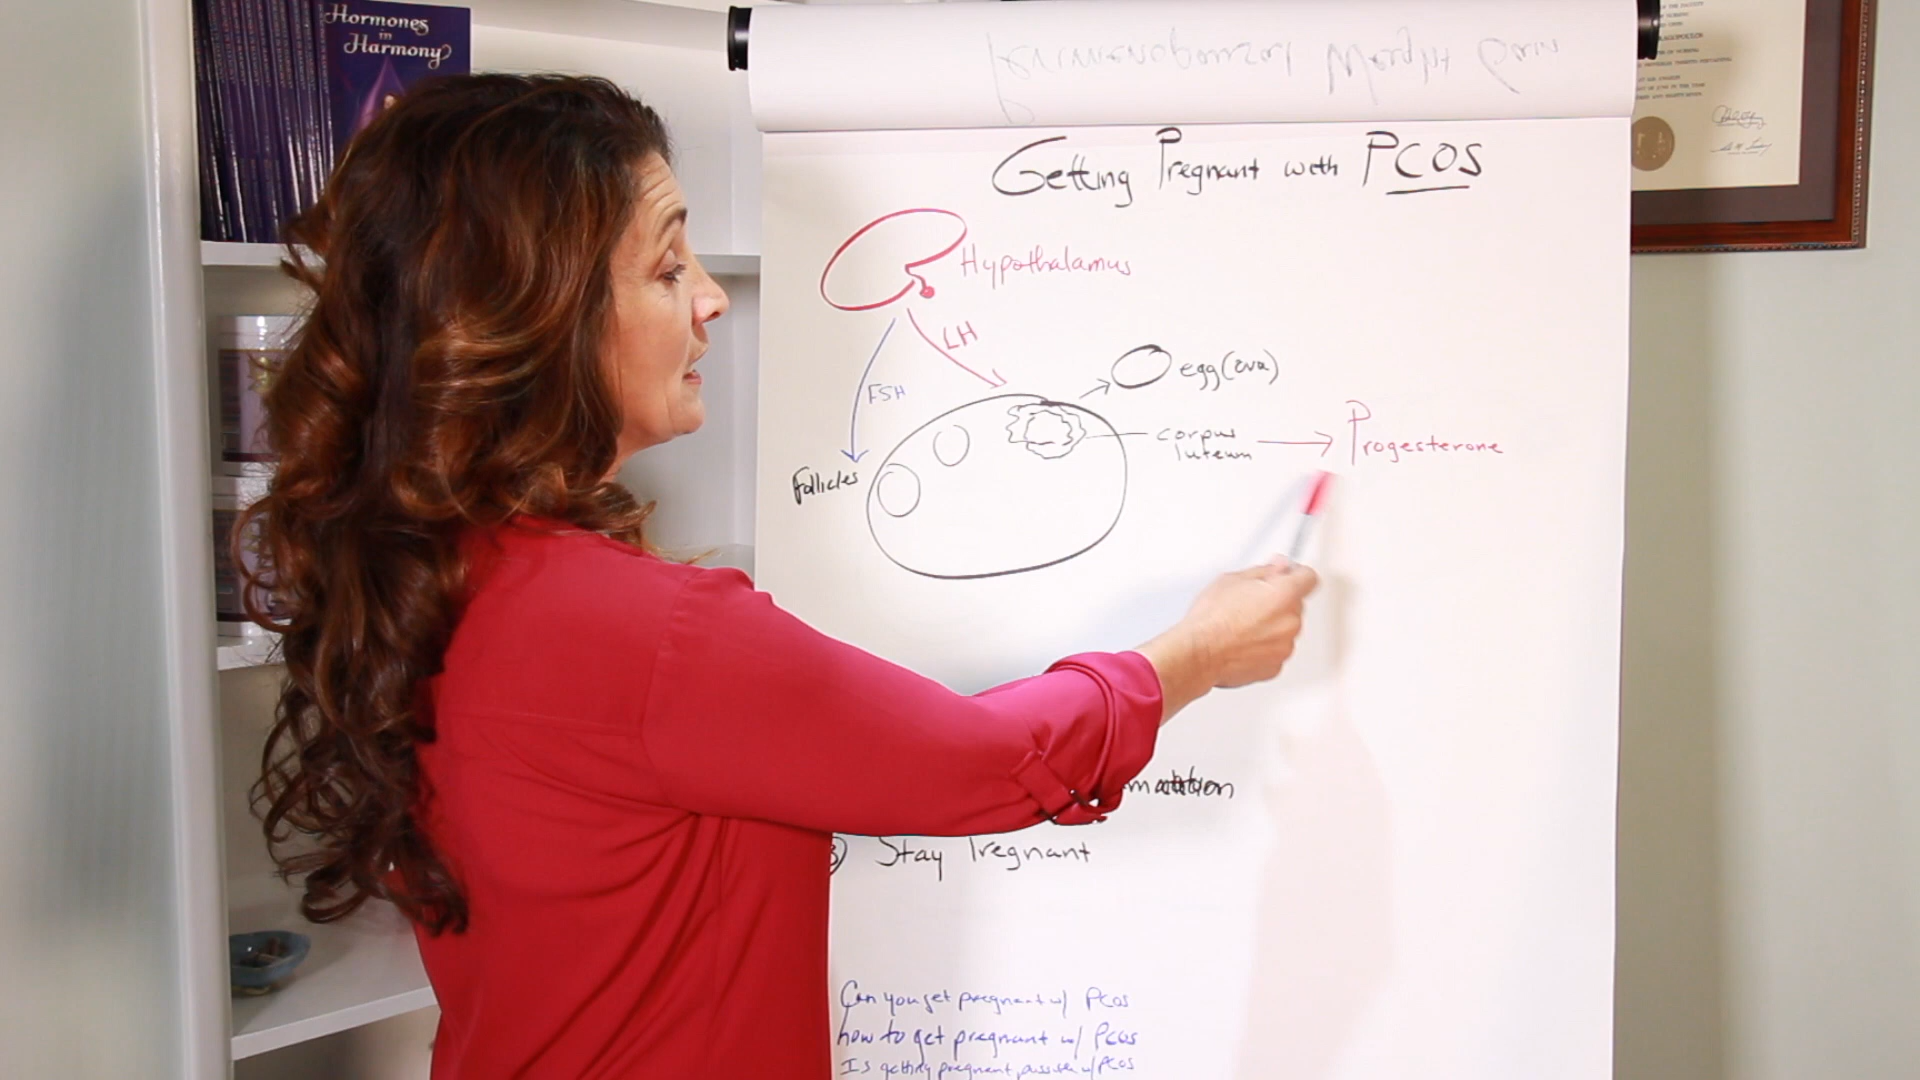 Hormones
in
Harmony
Getting Pregnant with PCOS
Hypothalamus
LH
FSH
egg (ova)
corpus
luteum
Progesterone
Follicles
3) Stay Pregnant
Can you get pregnant w/ PCOS
how to get pregnant w/ PCOS
Is getting pregnant possible w/ PCOS